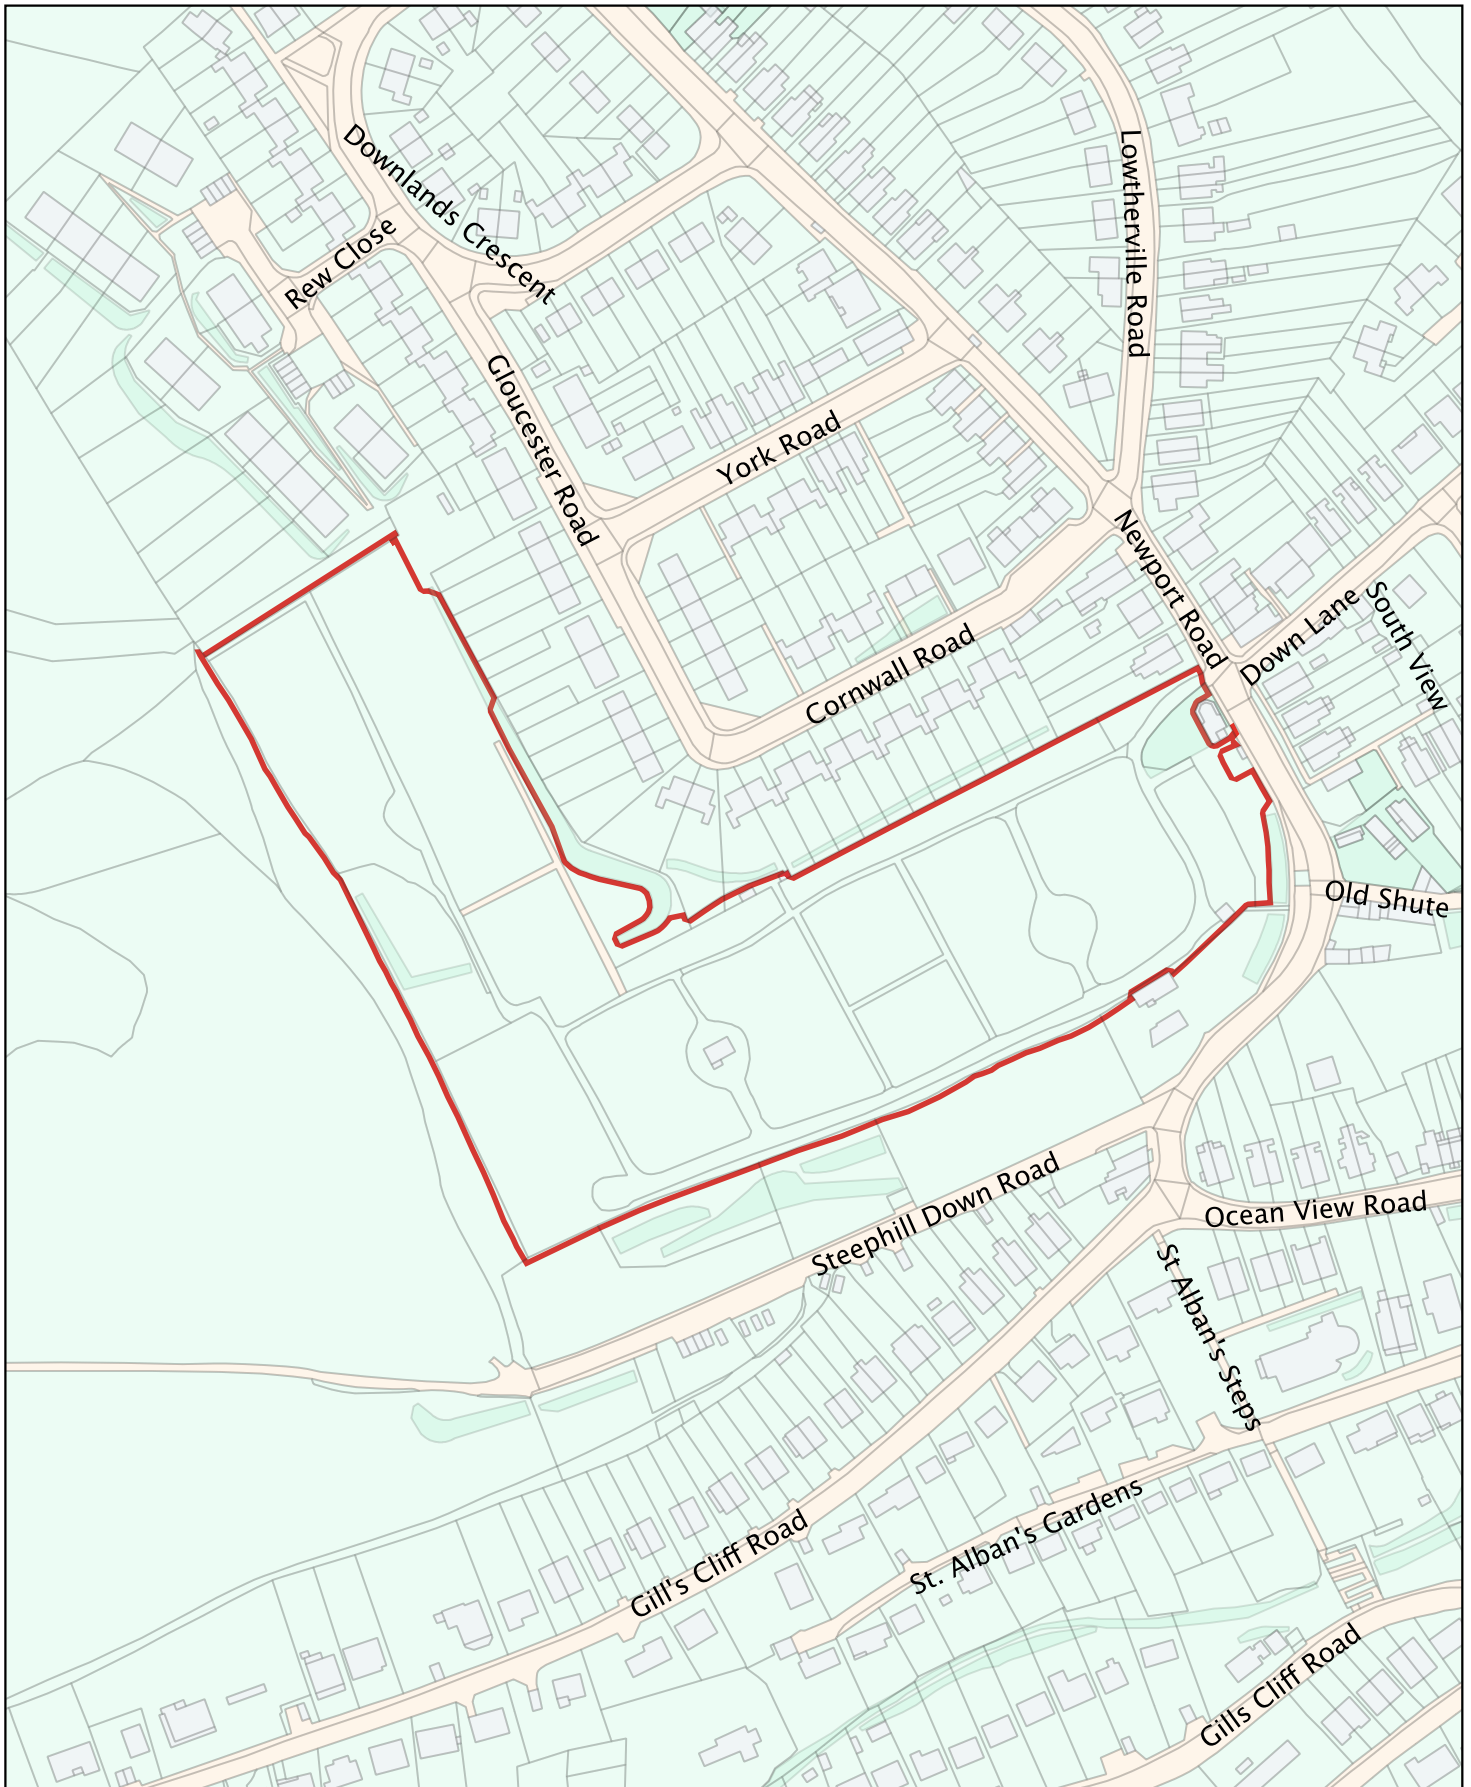 Downlands Crescent
Lowtherville Road
Rew Close
Gloucester Road
York Road
Newport Road
Down Lane
South View
Cornwall Road
Old Shute
Steephill Down Road
Ocean View Road
St Alban's Steps
Gill's Cliff Road
St. Alban's Gardens
Gills Cliff Road